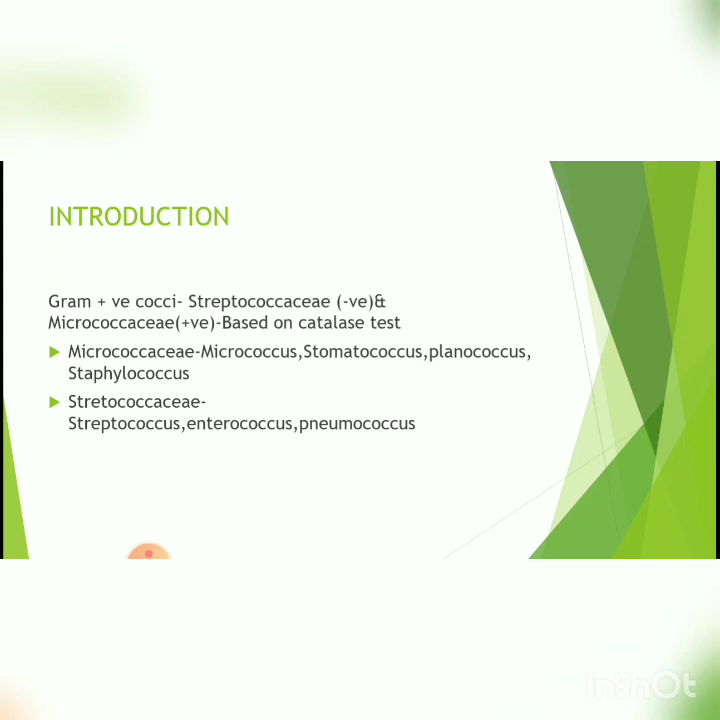 INTRODUCTION
Gram + ve cocci- Streptococcaceae (-ve)&
Micrococcaceae(+ve)-Based on catalase test
Micrococcaceae-Micrococcus,Stomatococcus,planococcus,
Staphylococcus
Stretococcaceae-
Streptococcus,enterococcus,pneumococcus
InShOt